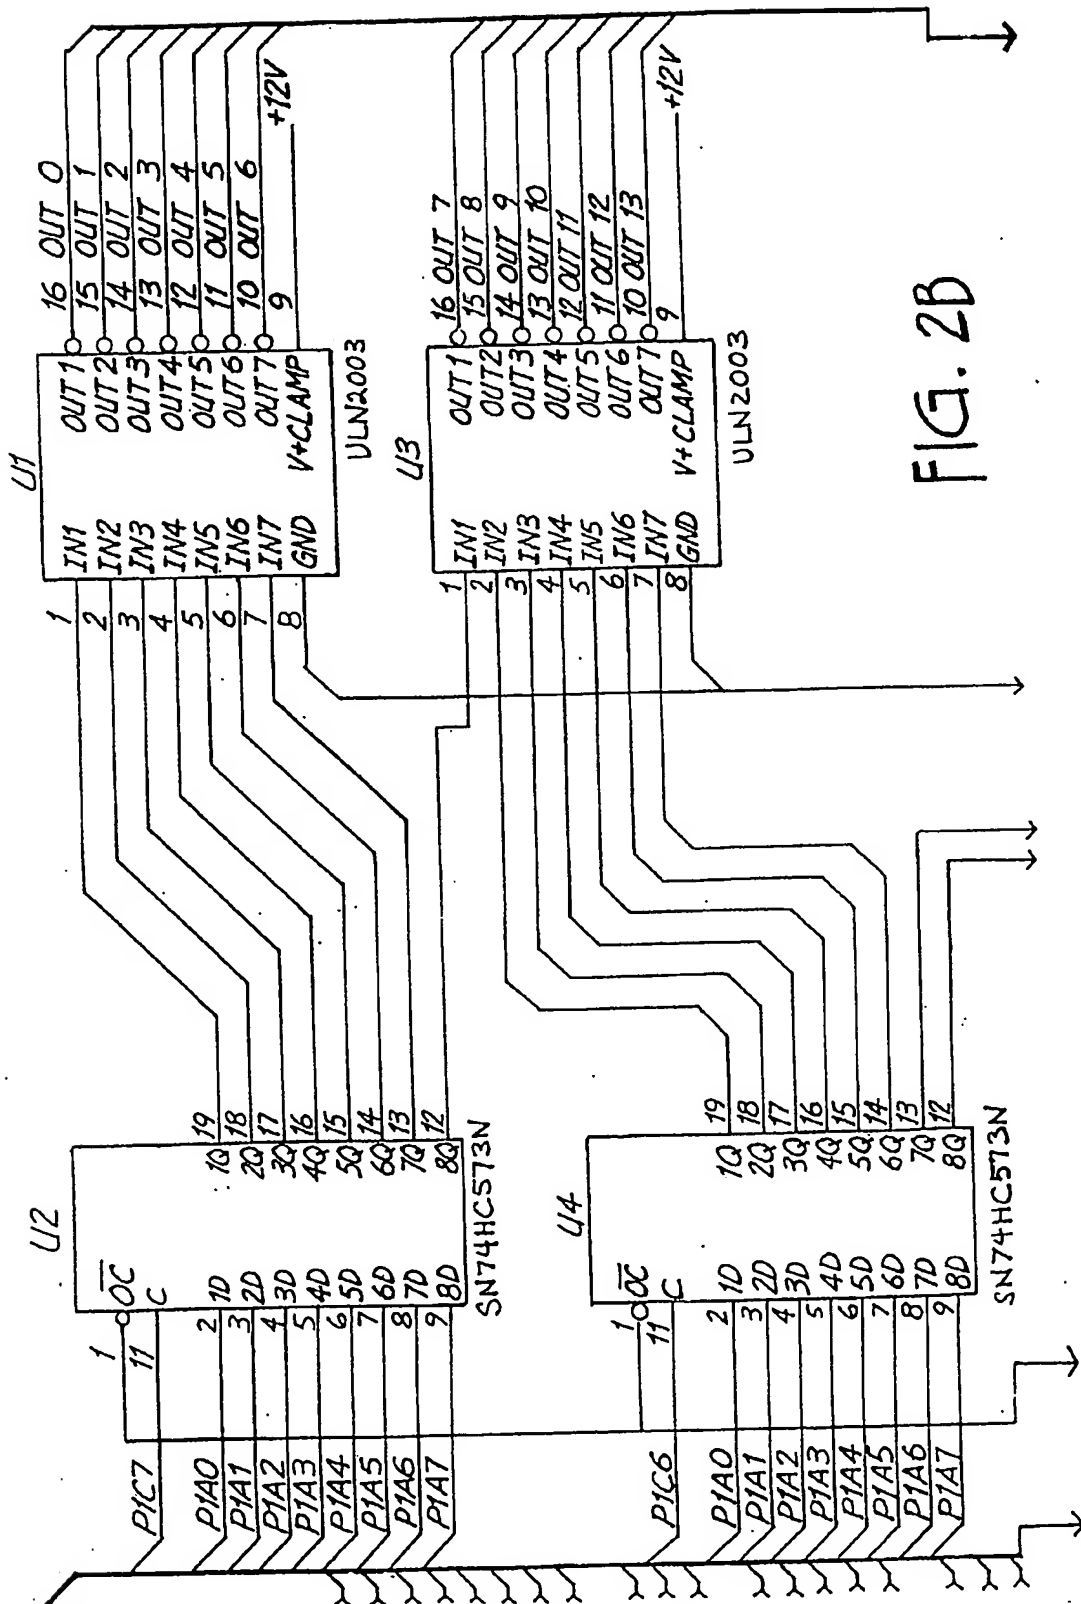 U1
IN1 OUT1 1 16 OUT 0
IN2 OUT2 2 15 OUT 1
IN3 OUT3 3 14 OUT 2
IN4 OUT4 4 13 OUT 3
IN5 OUT5 5 12 OUT 4
IN6 OUT6 6 11 OUT 5
IN7 OUT7 7 10 OUT 6
GND V+CLAMP 8 9 +12V
ULN2003
U3
IN1 OUT1 1 16 OUT 7
IN2 OUT2 2 15 OUT 8
IN3 OUT3 3 14 OUT 9
IN4 OUT4 4 13 OUT 10
IN5 OUT5 5 12 OUT 11
IN6 OUT6 6 11 OUT 12
IN7 OUT7 7 10 OUT 13
GND V+CLAMP 8 9 +12V
ULN2003
U2
1 OC
P1C7 11 C
P1A0 2 1D 1Q 19
P1A1 3 2D 2Q 18
P1A2 4 3D 3Q 17
P1A3 5 4D 4Q 16
P1A4 6 5D 5Q 15
P1A5 7 6D 6Q 14
P1A6 8 7D 7Q 13
P1A7 9 8D 8Q 12
SN74HC573N
U4
1 OC
P1C6 11 C
P1A0 2 1D 1Q 19
P1A1 3 2D 2Q 18
P1A2 4 3D 3Q 17
P1A3 5 4D 4Q 16
P1A4 6 5D 5Q 15
P1A5 7 6D 6Q 14
P1A6 8 7D 7Q 13
P1A7 9 8D 8Q 12
SN74HC573N
FIG. 2B